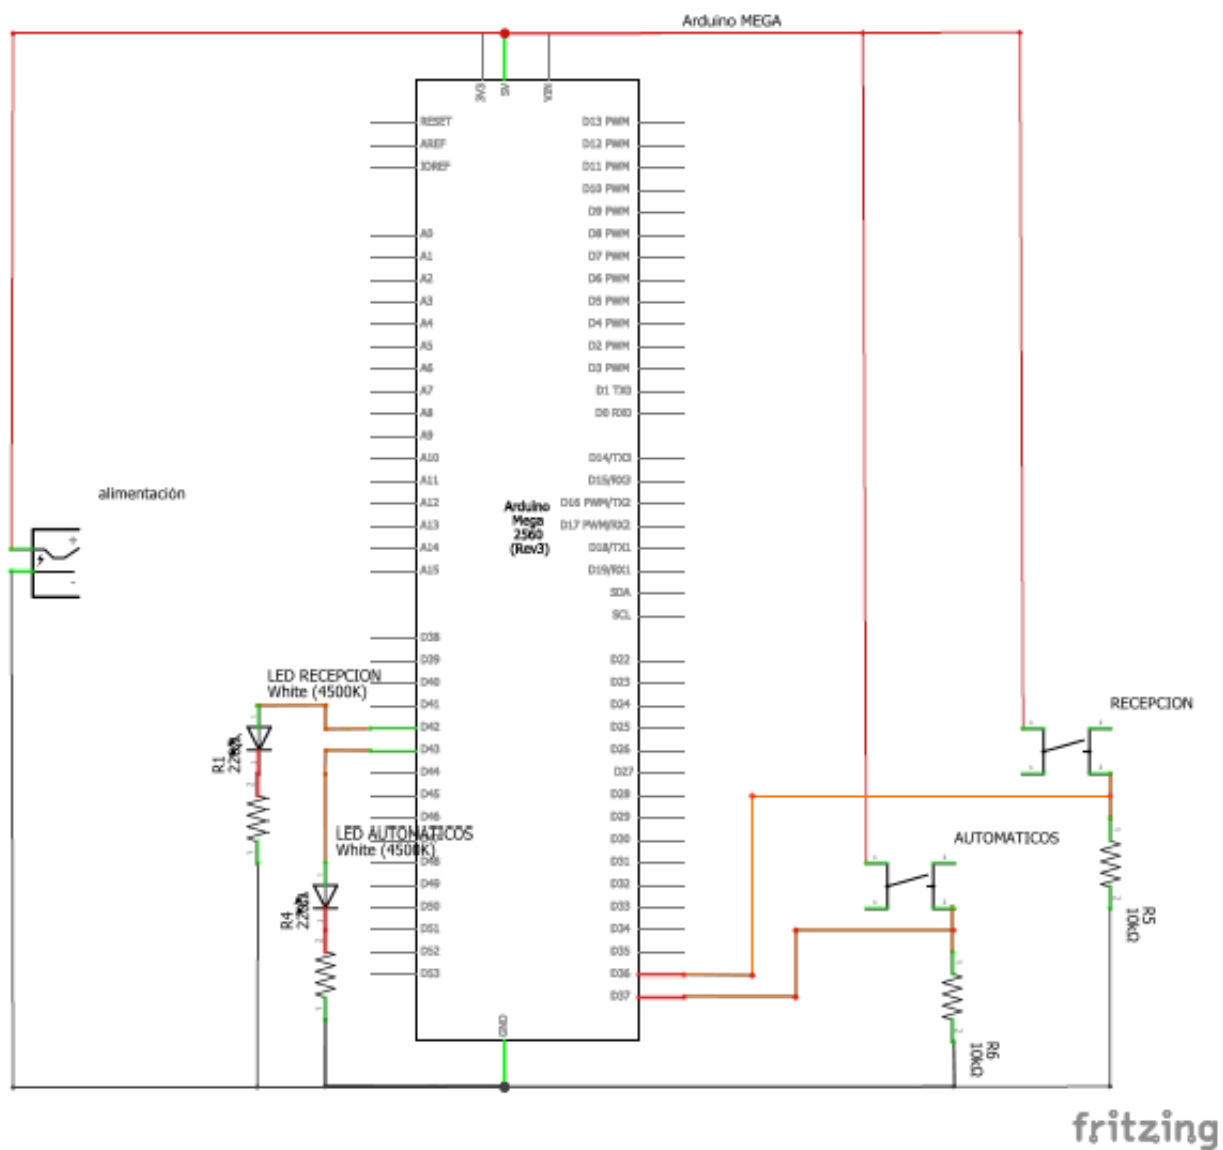 Arduino MEGA
3V3
5V
VIN
RESET
AREF
IOREF
A0
A1
A2
A3
A4
A5
A6
A7
A8
A9
A10
A11
A12
A13
A14
A15
D38
D39
D40
D41
D42
D43
D44
D45
D46
D48
D49
D50
D51
D52
D53
D13 PWM
D12 PWM
D11 PWM
D10 PWM
D9 PWM
D8 PWM
D7 PWM
D6 PWM
D5 PWM
D4 PWM
D2 PWM
D3 PWM
D1 TX0
D0 RX0
D14/TX3
D15/RX3
D16 PWM/TX2
D17 PWM/RX2
D18/TX1
D19/RX1
SDA
SCL
D22
D23
D24
D25
D26
D27
D28
D29
D30
D31
D32
D33
D34
D35
D36
D37
GND
Arduino
Mega
2560
(Rev3)
alimentación
+
-
LED RECEPCION
White (4500K)
R1
LED AUTOMATICOS
White (4500K)
R4
RECEPCION
AUTOMATICOS
R5
10kΩ
R6
10kΩ
fritzing